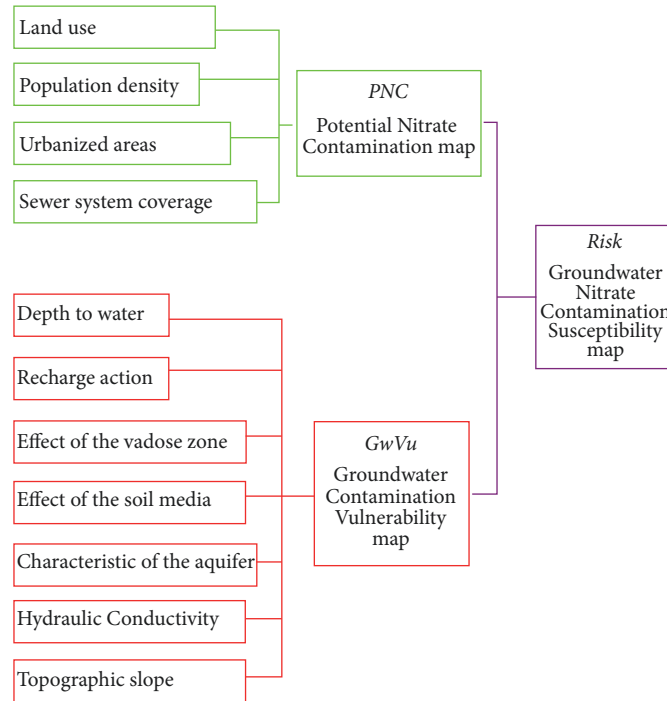 Land use
Population density
Urbanized areas
Sewer system coverage
PNC
Potential Nitrate
Contamination map
Risk
Groundwater
Nitrate
Contamination
Susceptibility
map
Depth to water
Recharge action
Effect of the vadose zone
Effect of the soil media
Characteristic of the aquifer
Hydraulic Conductivity
Topographic slope
GwVu
Groundwater
Contamination
Vulnerability
map